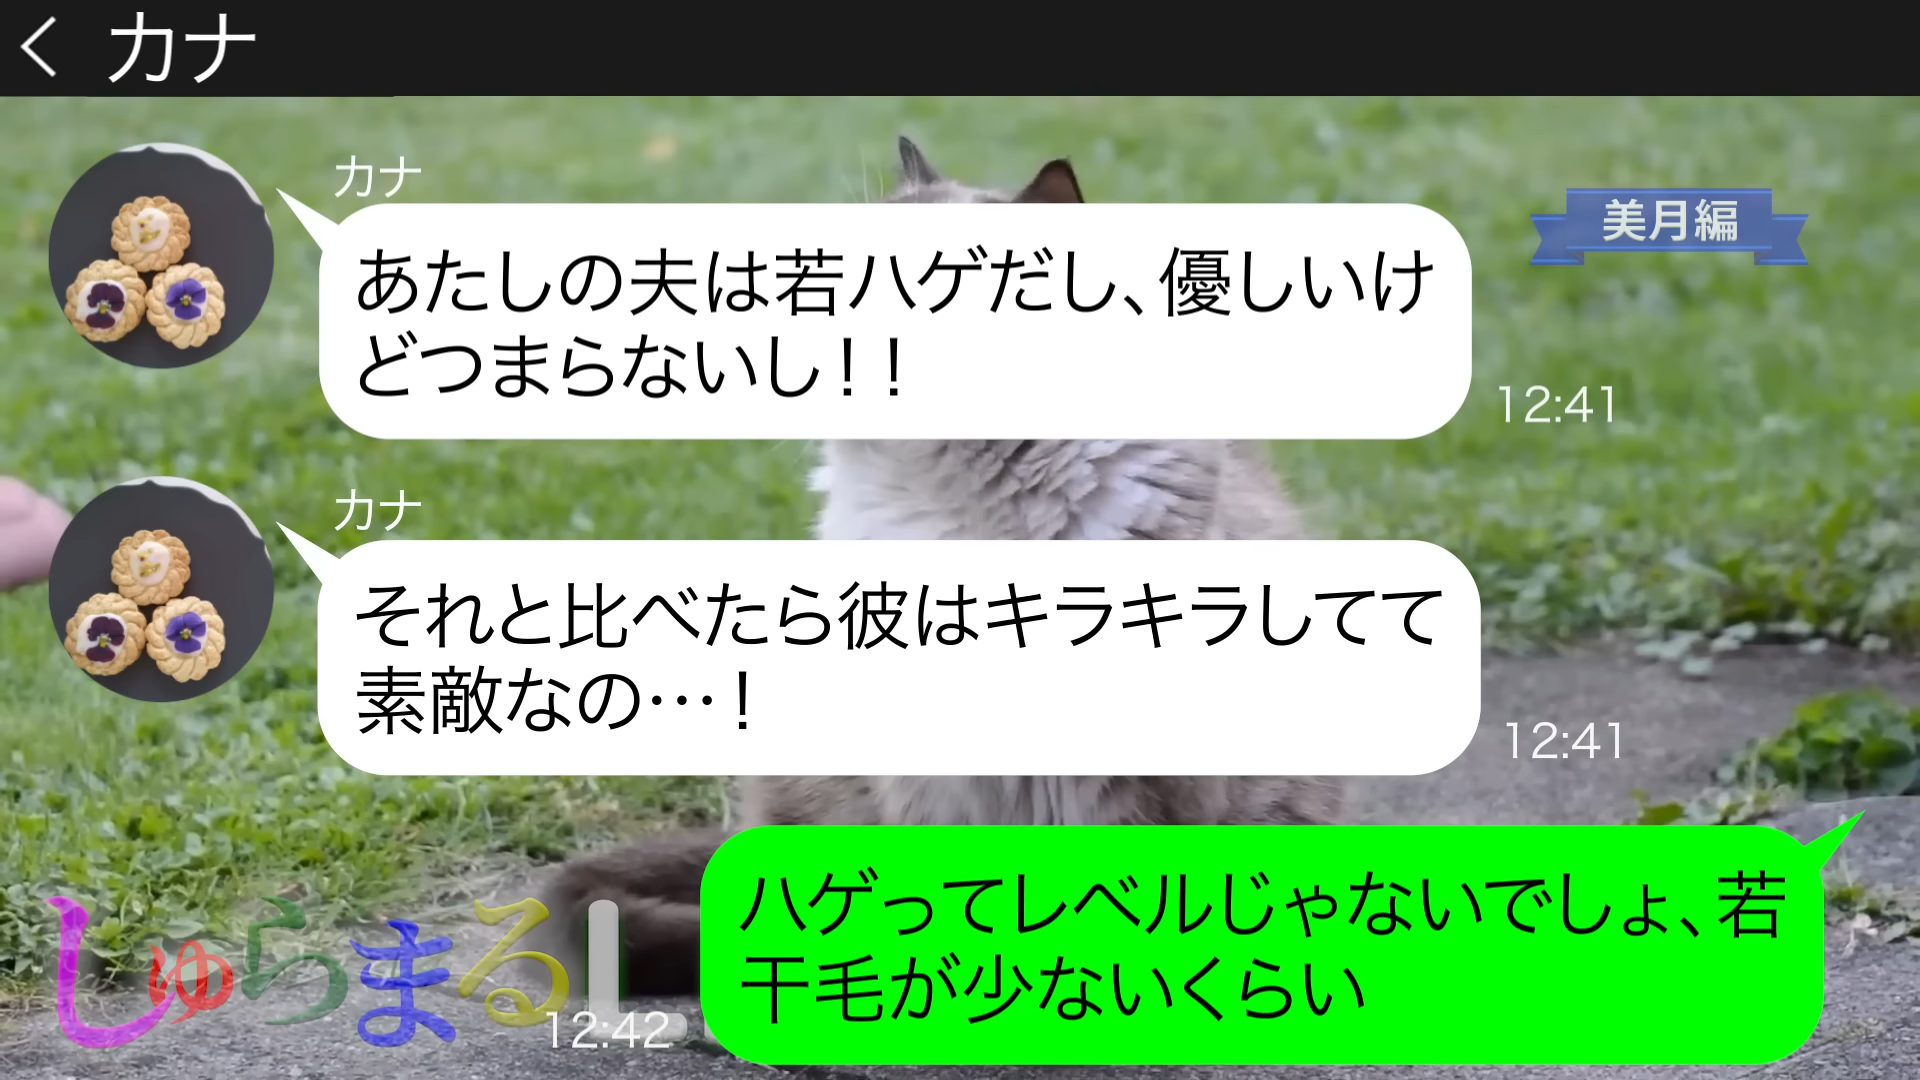 カナ
カナ
美月編
あたしの夫は若ハゲだし、優しいけ
どつまらないし！！
12:41
カナ
それと比べたら彼はキラキラしてて
素敵なの…！
12:41
ハゲってレベルじゃないでしょ、若
干毛が少ないくらい
しゅらまる
12:42